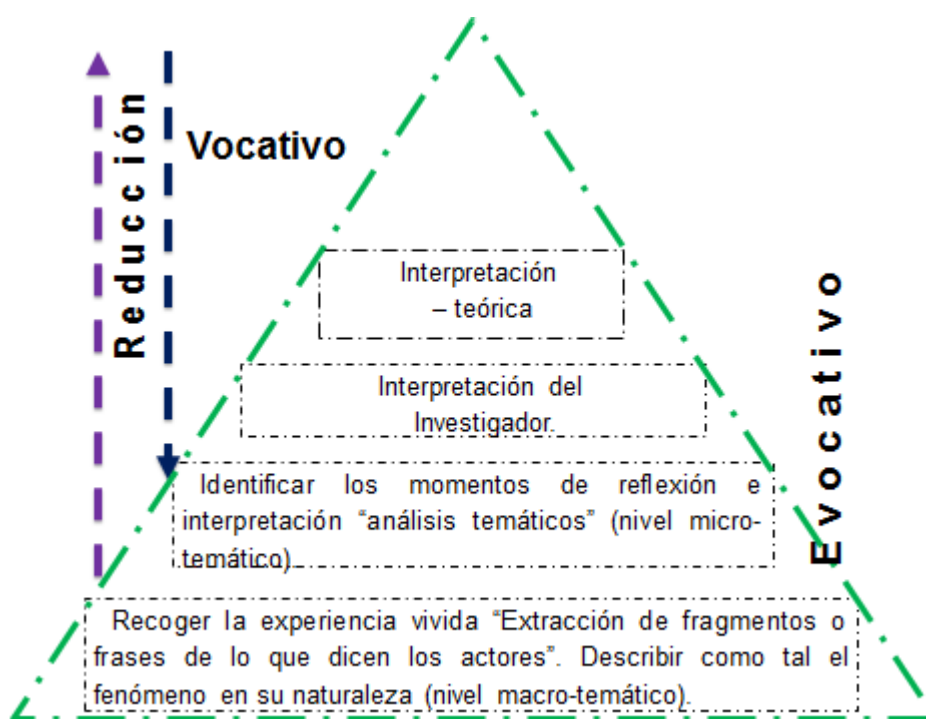 Reducción
Vocativo
Interpretación
– teórica
Interpretación del
Investigador.
Evocativo
Identificar los momentos de reflexión e
interpretación “análisis temáticos” (nivel micro-
temático).
Recoger la experiencia vivida “Extracción de fragmentos o
frases de lo que dicen los actores”. Describir como tal el
fenómeno en su naturaleza (nivel macro-temático).